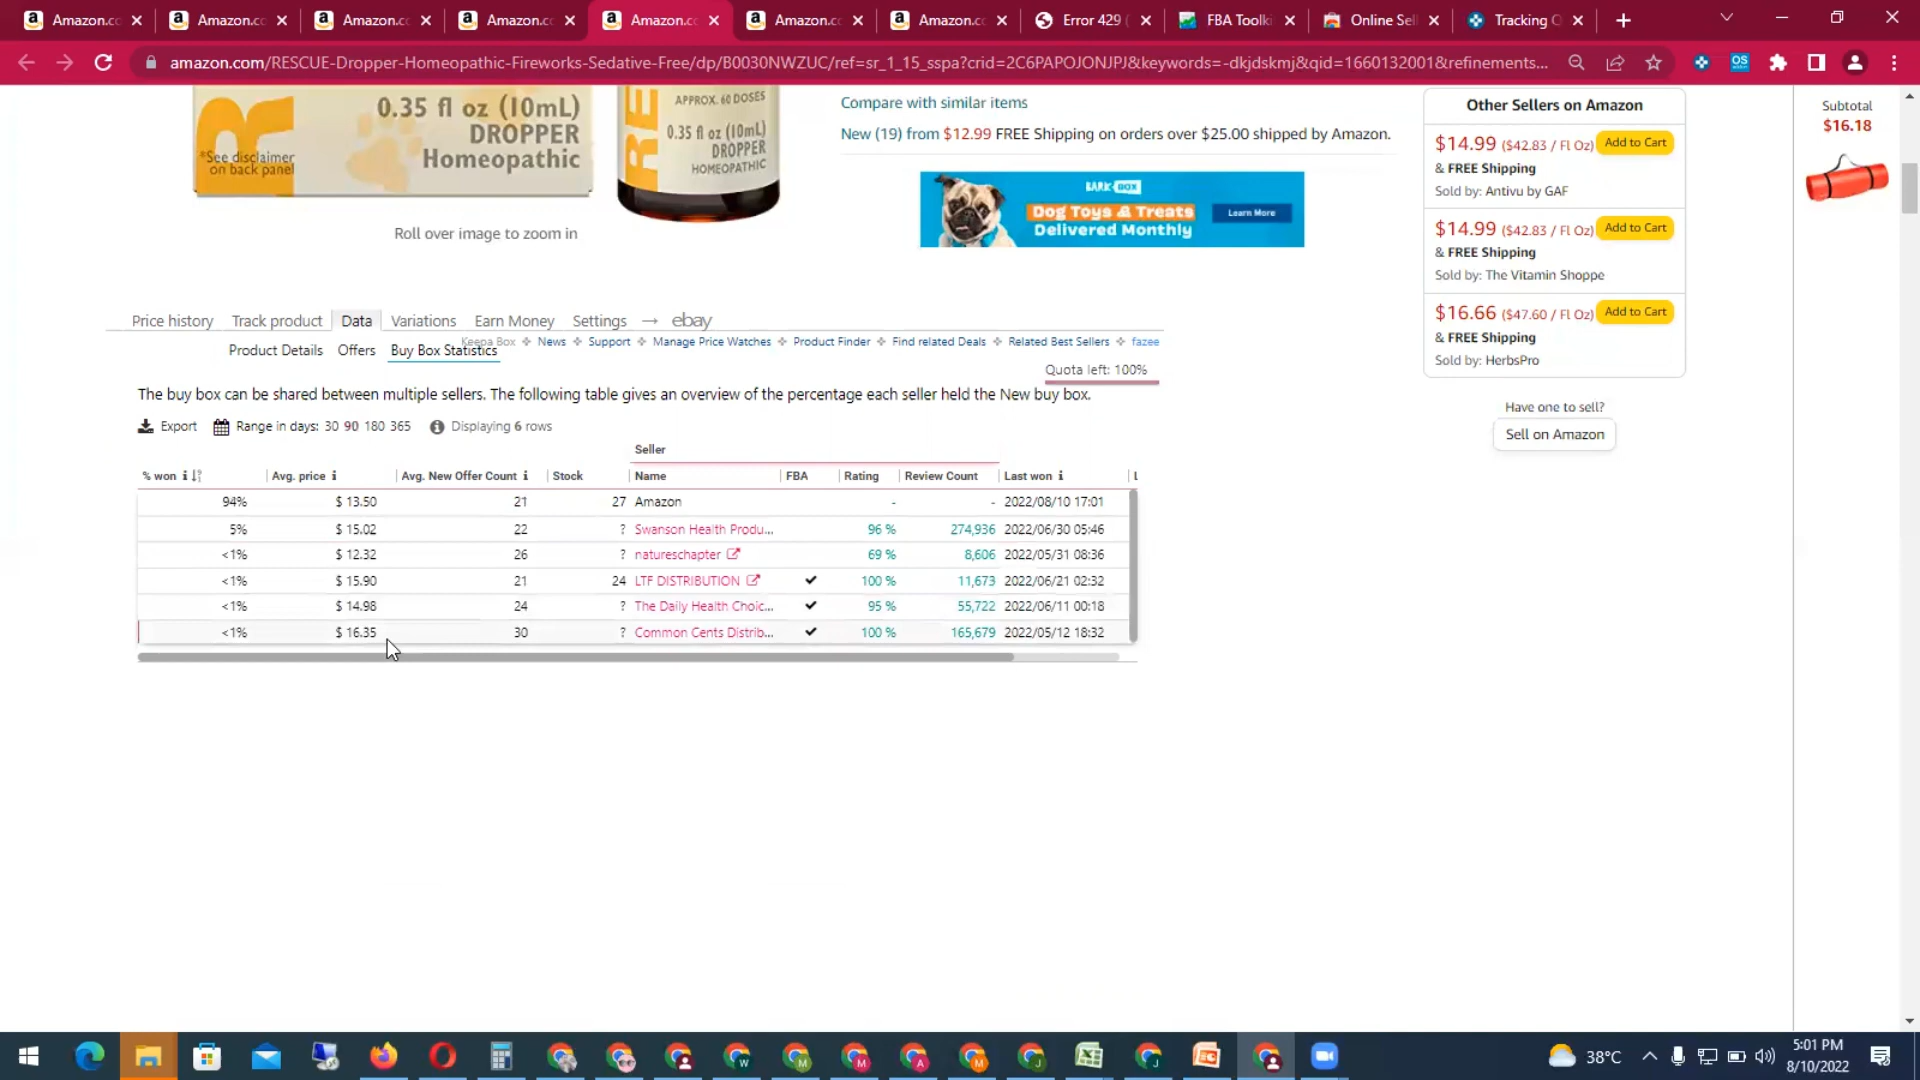 Amazon.co
Amazon.co
Amazon.co
Amazon.co
Amazon.co
Amazon.co
Amazon.co
Error 429 (
FBA Toolki
Online Sel
Tracking Q
amazon.com/RESCUE-Dropper-Homeopathic-Fireworks-Sedative-Free/dp/B0030NWZUC/ref=sr_1_15_sspa?crid=2C6PAPOJONJPJ&keywords=-dkjdskmj&qid=1660132001&refinements...
0.35 fl oz (10mL)
DROPPER
Homeopathic
*See disclaimer
on back panel
APPROX. 60 DOSES
0.35 fl oz (10mL)
DROPPER
HOMEOPATHIC
Roll over image to zoom in
Compare with similar items
New (19) from $12.99 FREE Shipping on orders over $25.00 shipped by Amazon.
BARK BOX
Dog Toys & Treats
Delivered Monthly
Learn More
Other Sellers on Amazon
$14.99 ($42.83 / Fl Oz) Add to Cart
& FREE Shipping
Sold by: Antivu by GAF
$14.99 ($42.83 / Fl Oz) Add to Cart
& FREE Shipping
Sold by: The Vitamin Shoppe
$16.66 ($47.60 / Fl Oz) Add to Cart
& FREE Shipping
Sold by: HerbsPro
Have one to sell?
Sell on Amazon
Subtotal
$16.18
Price history Track product Data Variations Earn Money Settings → ebay
Keepa Box News Support Manage Price Watches Product Finder Find related Deals Related Best Sellers fazee
Product Details Offers Buy Box Statistics
Quota left: 100%
The buy box can be shared between multiple sellers. The following table gives an overview of the percentage each seller held the New buy box.
Export Range in days: 30 90 180 365 Displaying 6 rows
Seller
% won Avg. price Avg. New Offer Count Stock Name FBA Rating Review Count Last won L
94% $ 13.50 21 27 Amazon - - 2022/08/10 17:01
5% $ 15.02 22 ? Swanson Health Produ... 96 % 274,936 2022/06/30 05:46
<1% $ 12.32 26 ? natureschapter 69 % 8,606 2022/05/31 08:36
<1% $ 15.90 21 24 LTF DISTRIBUTION ✔ 100 % 11,673 2022/06/21 02:32
<1% $ 14.98 24 ? The Daily Health Choic... ✔ 95 % 55,722 2022/06/11 00:18
<1% $ 16.35 30 ? Common Cents Distrib... ✔ 100 % 165,679 2022/05/12 18:32
38°C
5:01 PM
8/10/2022